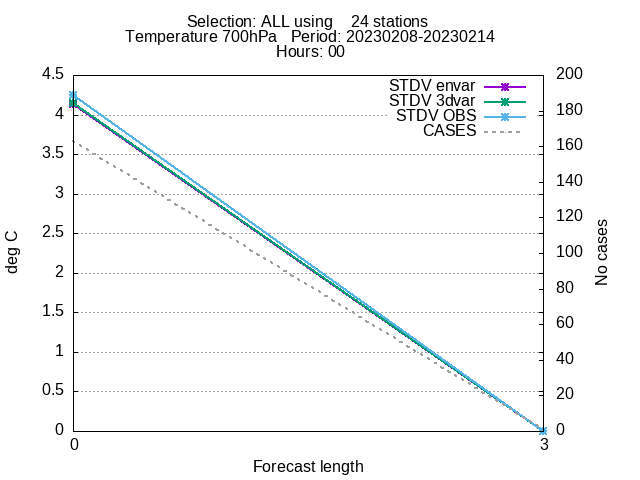 Selection: ALL using    24 stations
Temperature 700hPa   Period: 20230208-20230214
Hours: 00
STDV envar
STDV 3dvar
STDV OBS
CASES
4.5
4
3.5
3
2.5
2
1.5
1
0.5
0
200
180
160
140
120
100
80
60
40
20
0
deg C
No cases
0
3
Forecast length